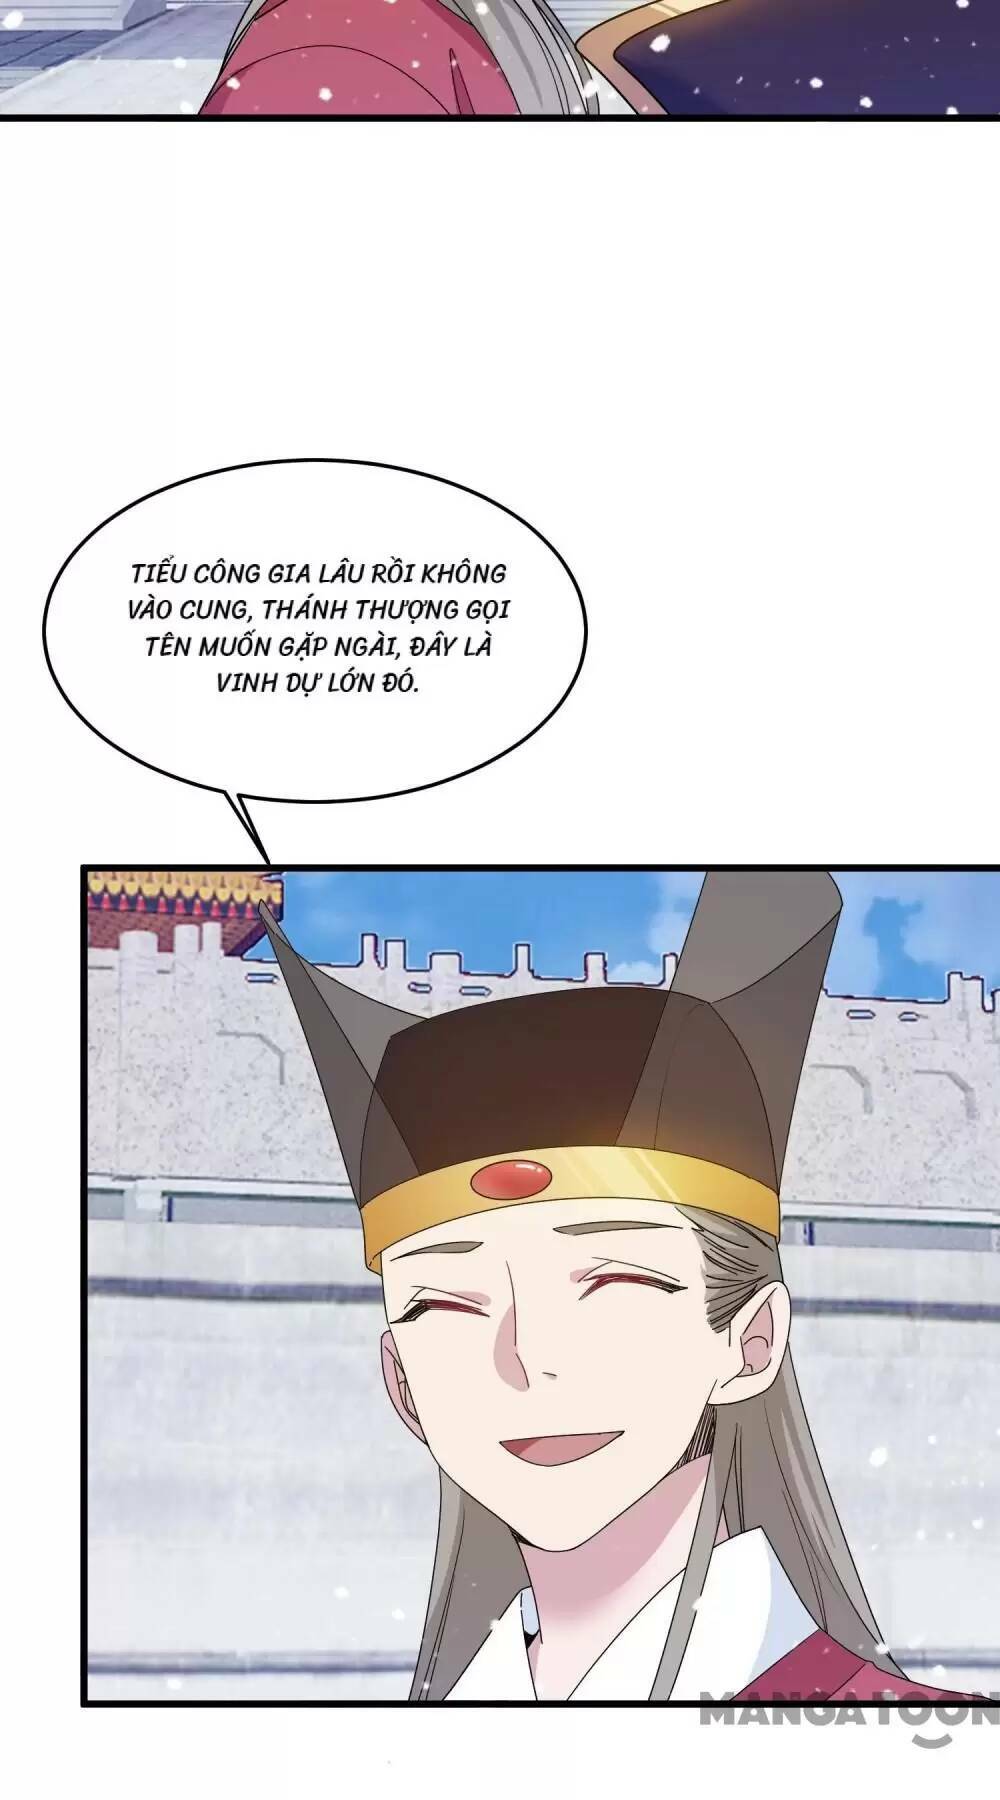 TIỂU CÔNG GIA LÂU RỒI KHÔNG
VÀO CUNG, THÁNH THƯỢNG GỌI
TÊN MUỐN GẶP NGÀI, ĐÂY LÀ
VINH DỰ LỚN ĐÓ.
MANGATOON